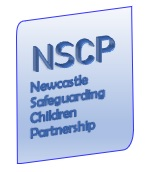 NSCP
Newcastle
Safeguarding
Children
Partnership